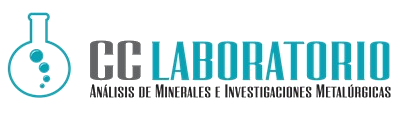 CC LABORATORIO
ANÁLISIS DE MINERALES E INVESTIGACIONES METALÚRGICAS